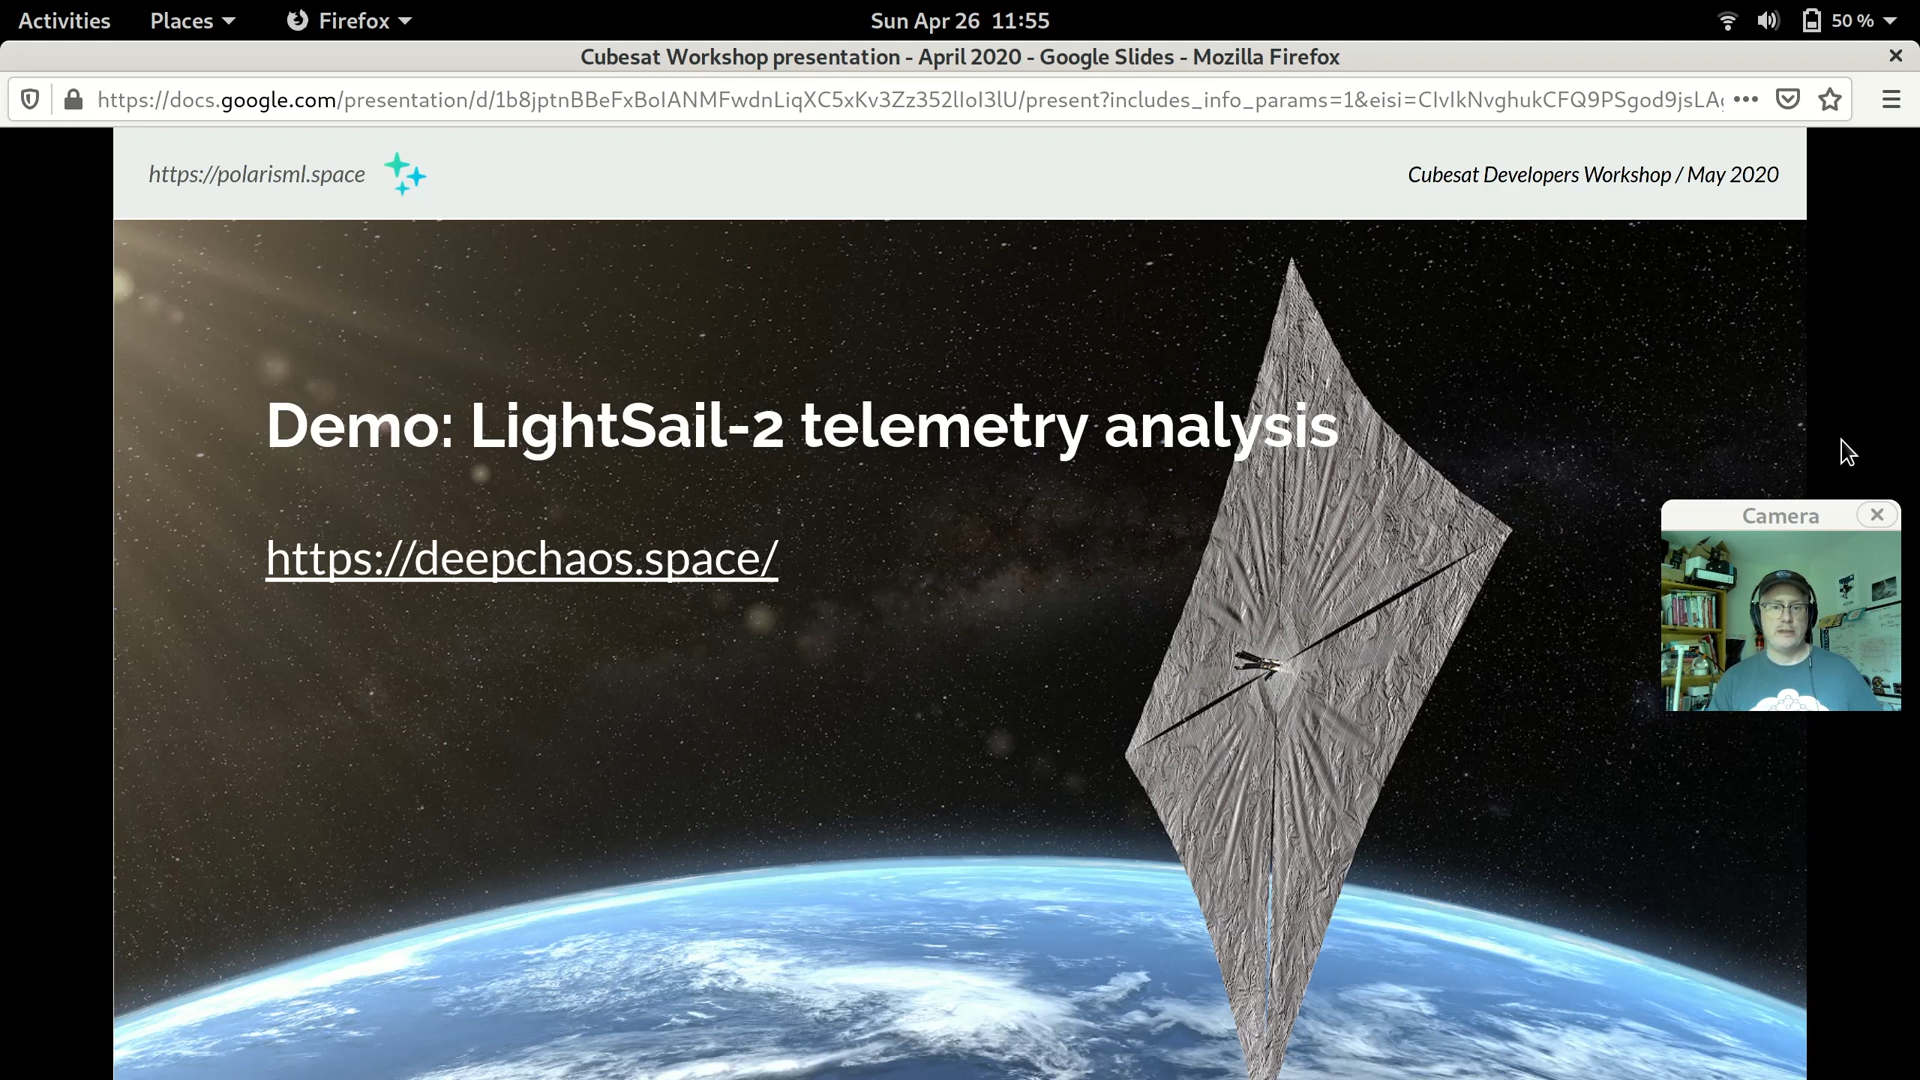 Activities Places Firefox Sun Apr 26 11:55 50 %
Cubesat Workshop presentation - April 2020 - Google Slides - Mozilla Firefox
https://docs.google.com/presentation/d/1b8jptnBBeFxBoIANMFwdnLiqXC5xKv3Zz352lIoI3lU/present?includes_info_params=1&eisi=CIvIkNvghukCFQ9PSgod9jsLA
https://polarisml.space
Cubesat Developers Workshop / May 2020
Demo: LightSail-2 telemetry analysis
https://deepchaos.space/
Camera